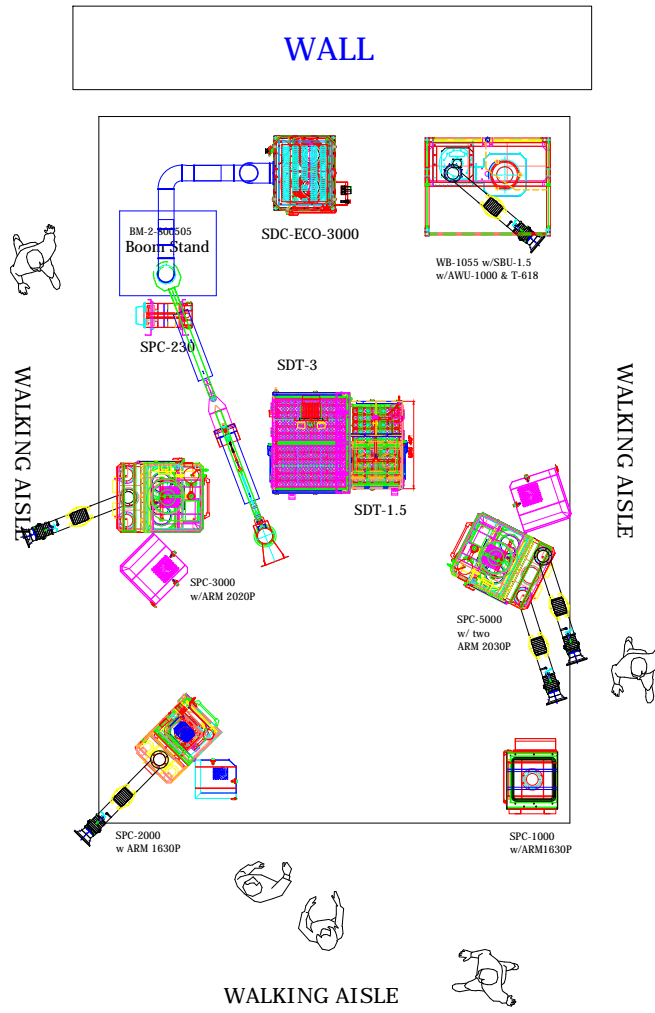 WALL
BM-2-300505
Boom Stand
SDC-ECO-3000
WB-1055 w/SBU-1.5
w/AWU-1000 & T-618
SPC-230
SDT-3
WALKING AISLE
WALKING AISLE
SDT-1.5
SPC-3000
w/ARM 2020P
SPC-5000
w/ two
ARM 2030P
SPC-2000
w ARM 1630P
SPC-1000
w/ARM1630P
WALKING AISLE